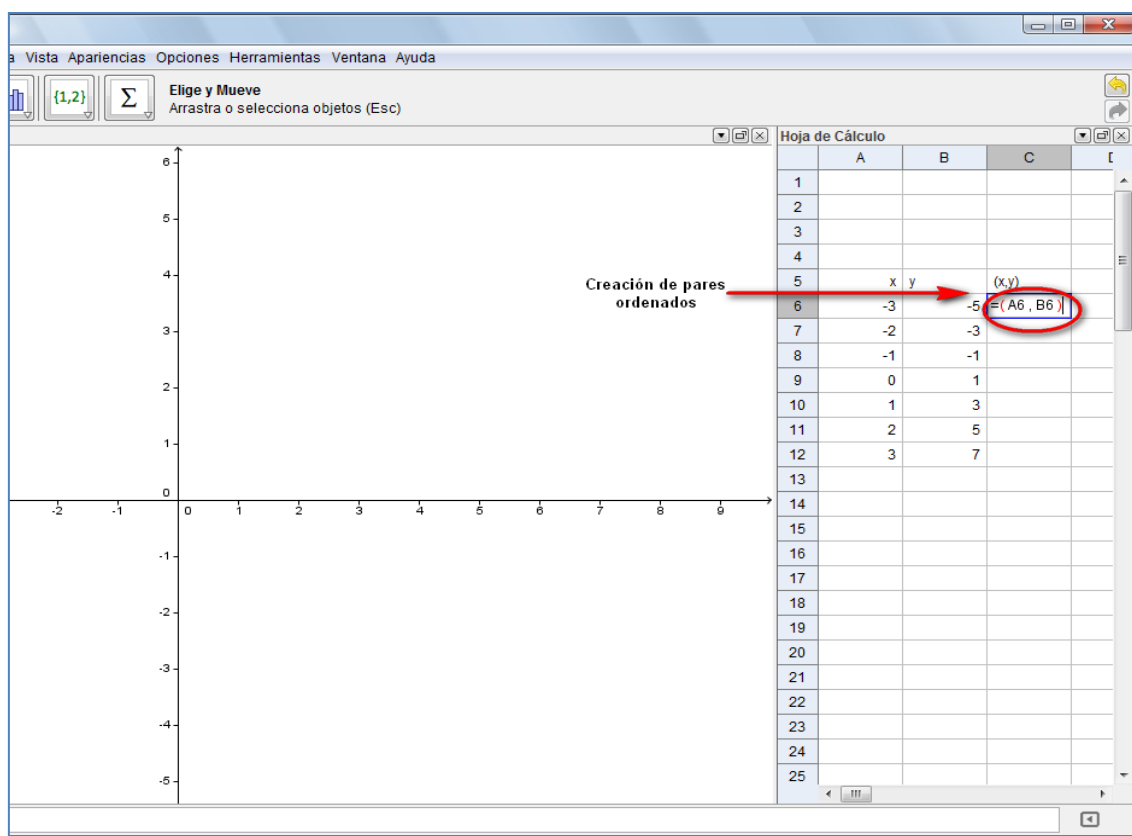 a Vista Apariencias Opciones Herramientas Ventana Ayuda
{1,2}
Σ
Elige y Mueve
Arrastra o selecciona objetos (Esc)
Hoja de Cálculo
A B C
1
2
3
4
5 x y (x,y)
6 -3 -5 =( A6 , B6 )
7 -2 -3
8 -1 -1
9 0 1
10 1 3
11 2 5
12 3 7
13
14
15
16
17
18
19
20
21
22
23
24
25
Creación de pares
ordenados
6
5
4
3
2
1
0
-2 -1 0 1 2 3 4 5 6 7 8 9
-1
-2
-3
-4
-5